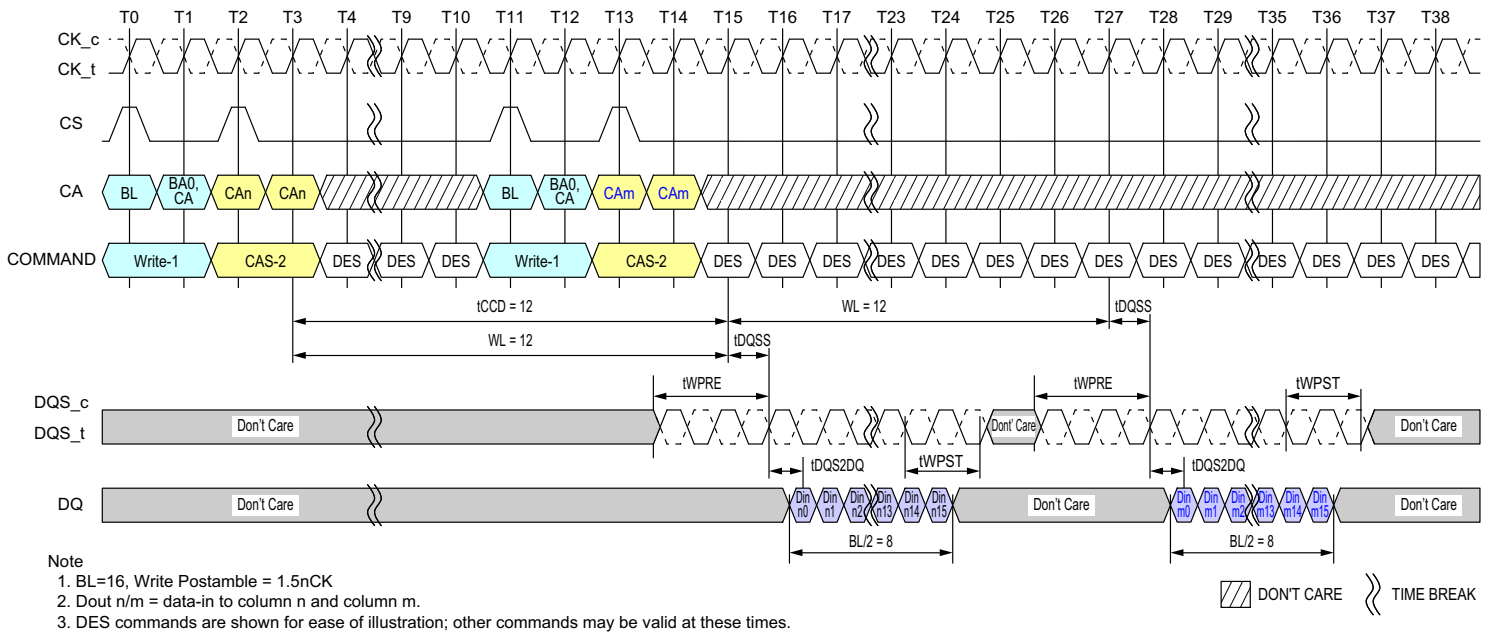 T0 T1 T2 T3 T4 T9 T10 T11 T12 T13 T14 T15 T16 T17 T23 T24 T25 T26 T27 T28 T29 T35 T36 T37 T38
CK_c
CK_t
CS
CA BL BA0, CA CAn CAn BL BA0, CA CAm CAm
COMMAND Write-1 CAS-2 DES DES DES Write-1 CAS-2 DES DES DES DES DES DES DES DES DES DES DES DES DES DES
tCCD = 12 WL = 12 tDQSS
WL = 12 tDQSS
tWPRE tWPRE tWPST
DQS_c
DQS_t Don't Care Dont' Care Don't Care
tDQS2DQ tWPST tDQS2DQ
DQ Don't Care Din n0 Din n1 Din n2 Din n13 Din n14 Din n15 Don't Care Din m0 Din m1 Din m2 Din m13 Din m14 Din m15 Don't Care
BL/2 = 8 BL/2 = 8
Note
1. BL=16, Write Postamble = 1.5nCK
2. Dout n/m = data-in to column n and column m.
3. DES commands are shown for ease of illustration; other commands may be valid at these times.
DON'T CARE TIME BREAK